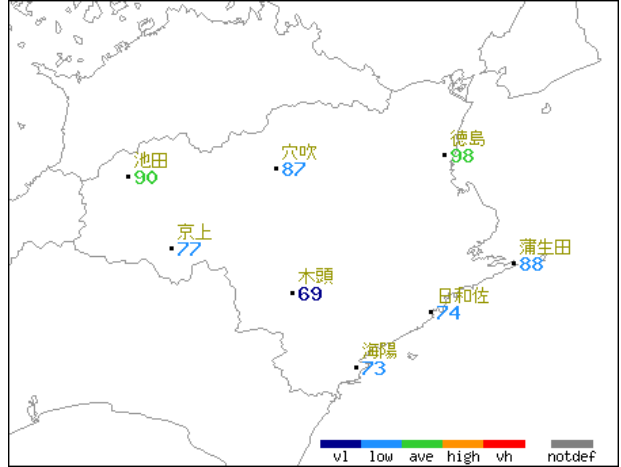 徳島
98
池田
90
穴吹
87
京上
77
蒲生田
88
木頭
69
日和佐
74
海陽
73
vl low ave high vh notdef